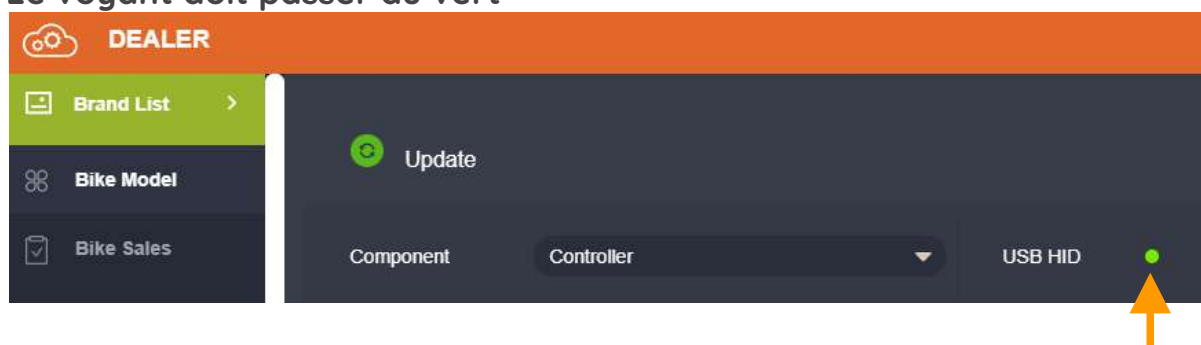 Le voyant doit passer au vert
DEALER
Brand List
Update
Bike Model
Bike Sales
Component
Controller
USB HID